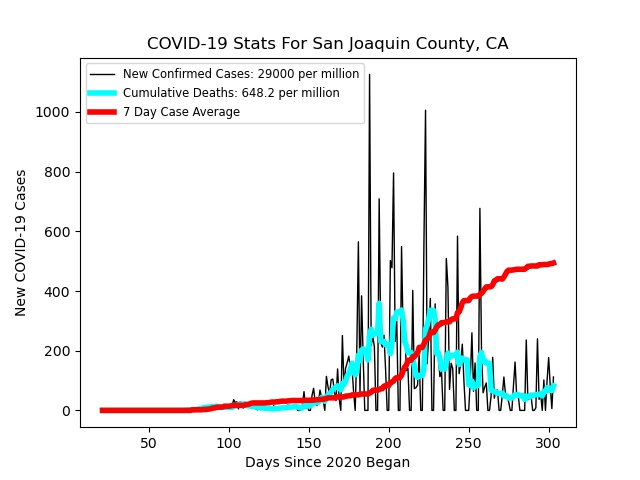 COVID-19 Stats For San Joaquin County, CA
New Confirmed Cases: 29000 per million
Cumulative Deaths: 648.2 per million
7 Day Case Average
New COVID-19 Cases
1000
800
600
400
200
0
50 100 150 200 250 300
Days Since 2020 Began